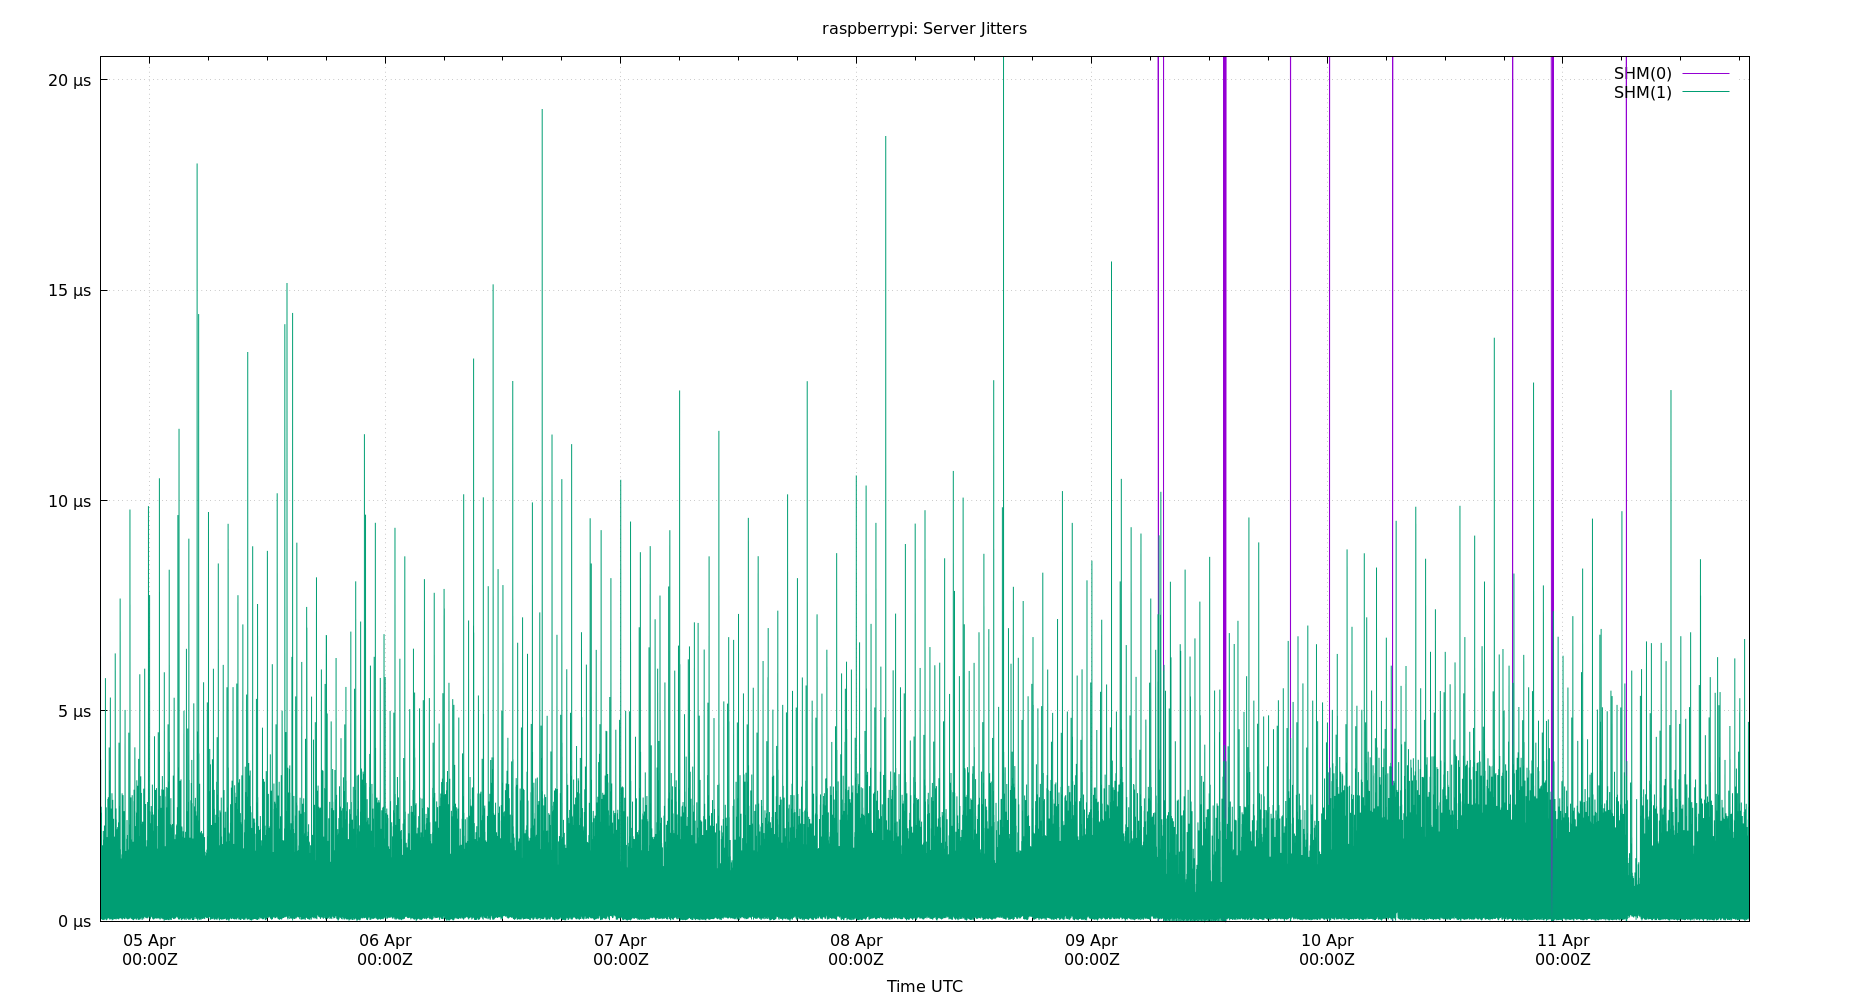 raspberrypi: Server Jitters
SHM(0)
SHM(1)
20 µs
15 µs
10 µs
5 µs
0 µs
05 Apr
00:00Z
06 Apr
00:00Z
07 Apr
00:00Z
08 Apr
00:00Z
09 Apr
00:00Z
10 Apr
00:00Z
11 Apr
00:00Z
Time UTC